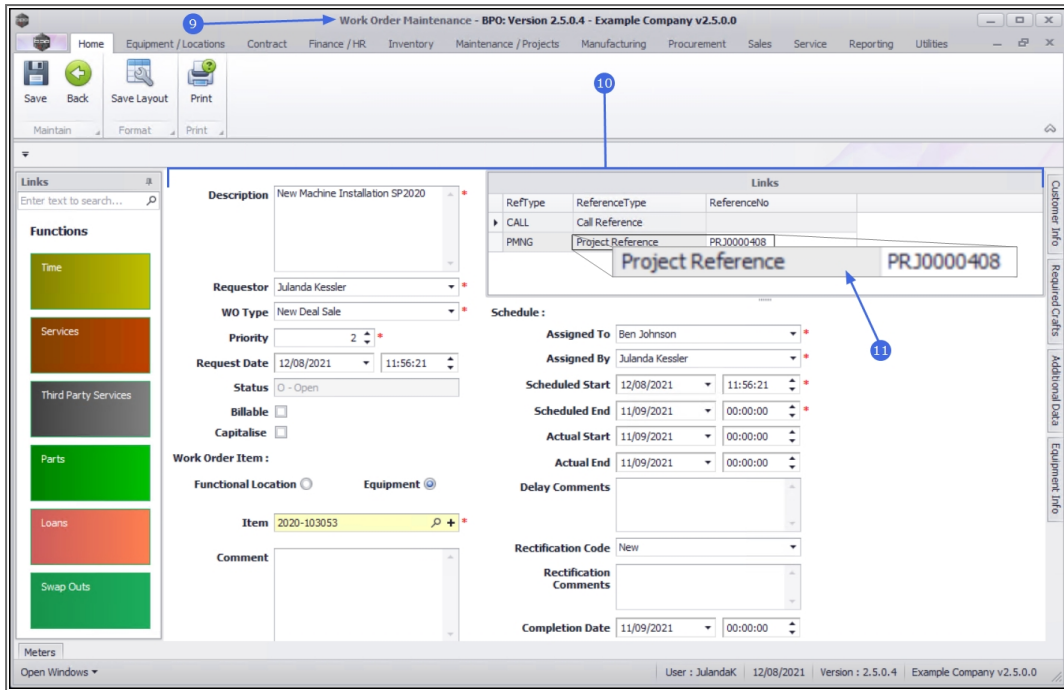 9
Work Order Maintenance - BPO: Version 2.5.0.4 - Example Company v2.5.0.0
Home Equipment / Locations Contract Finance / HR Inventory Maintenance / Projects Manufacturing Procurement Sales Service Reporting Utilities
Save Back Save Layout Print
Maintain Format Print
10
Links
Enter text to search...
Functions
Time
Services
Third Party Services
Parts
Loans
Swap Outs
Description New Machine Installation SP2020 *
Requestor Julanda Kessler *
WO Type New Deal Sale *
Priority 2 *
Request Date 12/08/2021 11:56:21
Status O - Open
Billable
Capitalise
Work Order Item :
Functional Location Equipment
Item 2020-103053 *
Comment
Links
RefType ReferenceType ReferenceNo
CALL Call Reference
PMNG Project Reference PRJ0000408
Project Reference PRJ0000408
11
Schedule :
Assigned To Ben Johnson *
Assigned By Julanda Kessler *
Scheduled Start 12/08/2021 11:56:21 *
Scheduled End 11/09/2021 00:00:00 *
Actual Start 11/09/2021 00:00:00
Actual End 11/09/2021 00:00:00
Delay Comments
Rectification Code New
Rectification
Comments
Completion Date 11/09/2021 00:00:00
Customer Info
Required Crafts
Additional Data
Equipment Info
Meters
Open Windows
User : JulandaK 12/08/2021 Version : 2.5.0.4 Example Company v2.5.0.0